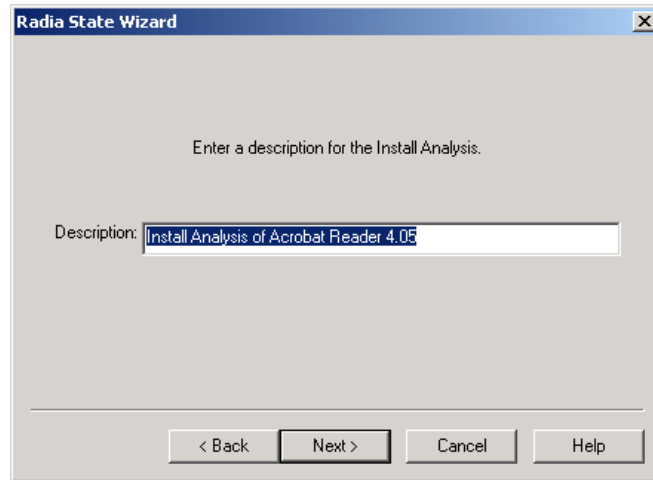 Radia State Wizard
Enter a description for the Install Analysis.
Description: Install Analysis of Acrobat Reader 4.05
< Back Next > Cancel Help